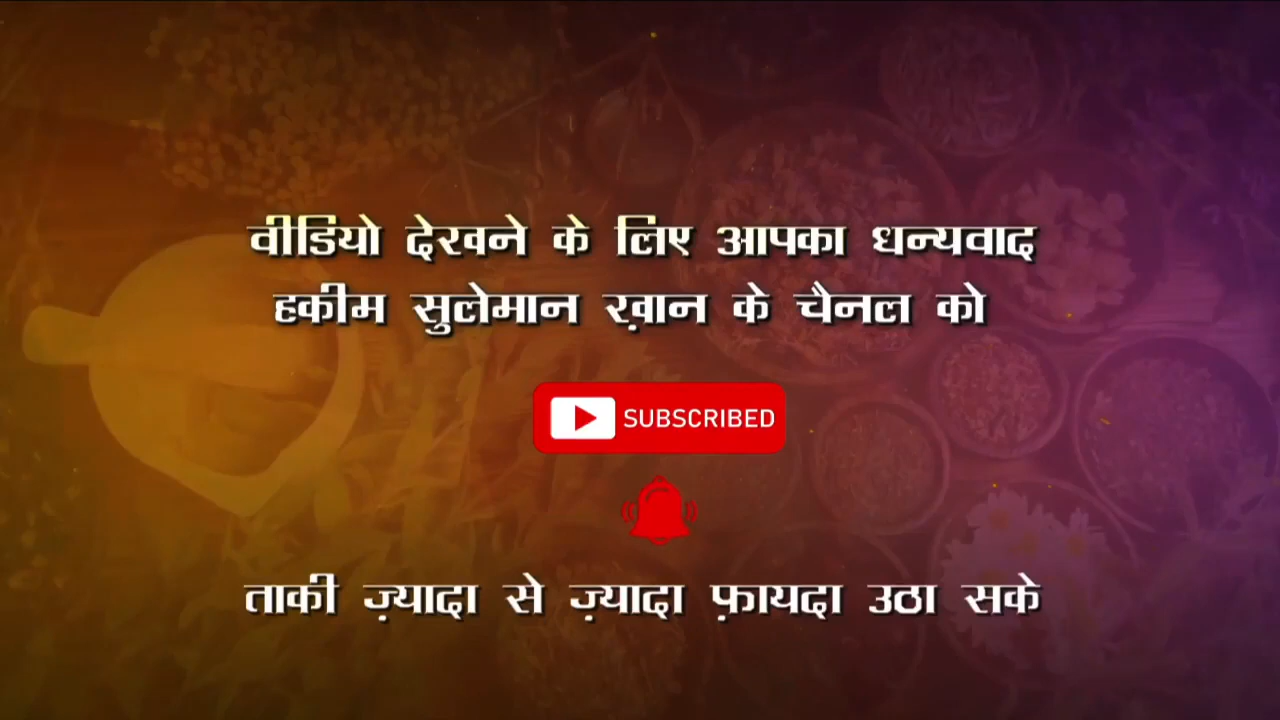 वीडियो देखने के लिए आपका धन्यवाद
हकीम सुलेमान ख़ान के चैनल को
SUBSCRIBED
ताकी ज़्यादा से ज़्यादा फ़ायदा उठा सके